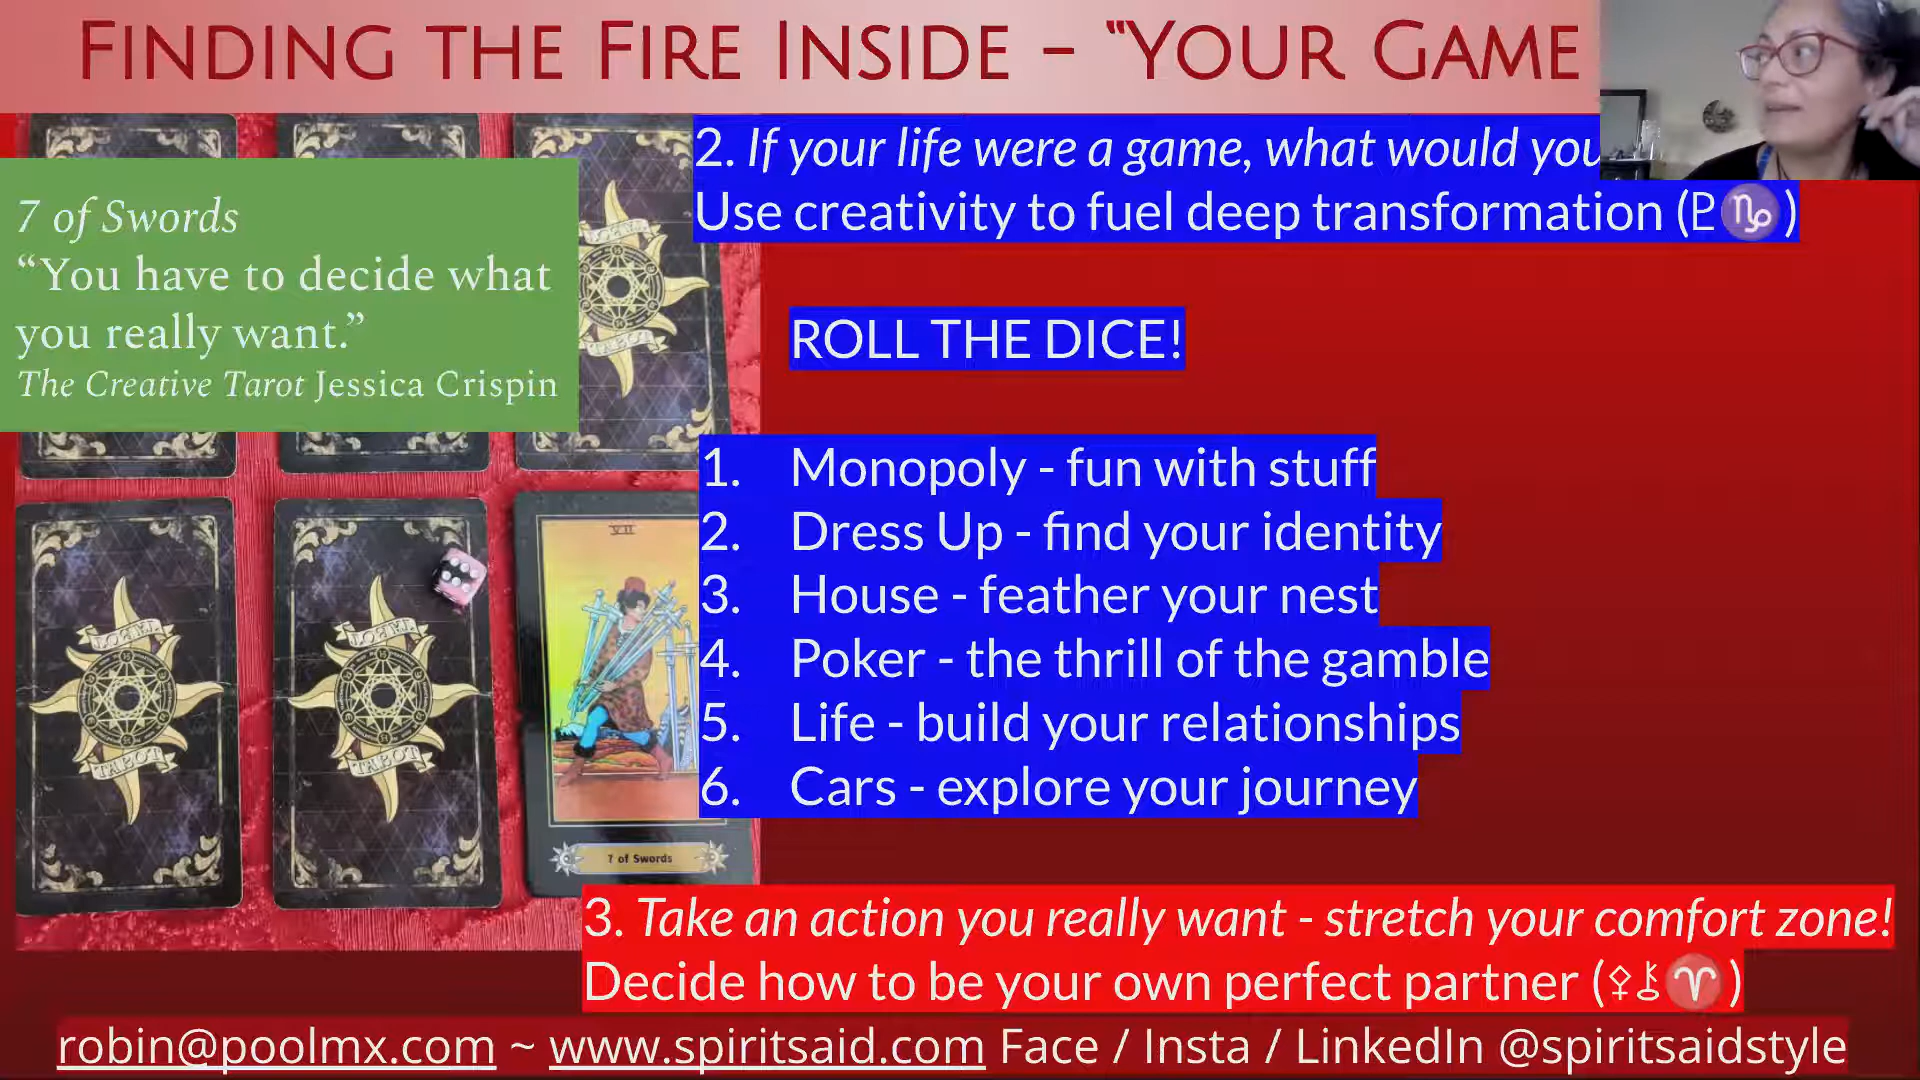 FINDING THE FIRE INSIDE - “YOUR GAME
2. If your life were a game, what would you
Use creativity to fuel deep transformation (♇♑)
7 of Swords
“You have to decide what
you really want.”
The Creative Tarot Jessica Crispin
ROLL THE DICE!
1. Monopoly - fun with stuff
2. Dress Up - find your identity
3. House - feather your nest
4. Poker - the thrill of the gamble
5. Life - build your relationships
6. Cars - explore your journey
TAROT
TAROT
VII
7 of Swords
3. Take an action you really want - stretch your comfort zone!
Decide how to be your own perfect partner (⚴⚷♈)
robin@poolmx.com ~ www.spiritsaid.com Face / Insta / LinkedIn @spiritsaidstyle